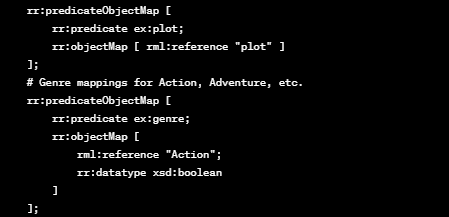 rr:predicateObjectMap [
rr:predicate ex:plot;
rr:objectMap [ rml:reference "plot" ]
];
# Genre mappings for Action, Adventure, etc.
rr:predicateObjectMap [
rr:predicate ex:genre;
rr:objectMap [
rml:reference "Action";
rr:datatype xsd:boolean
]
];